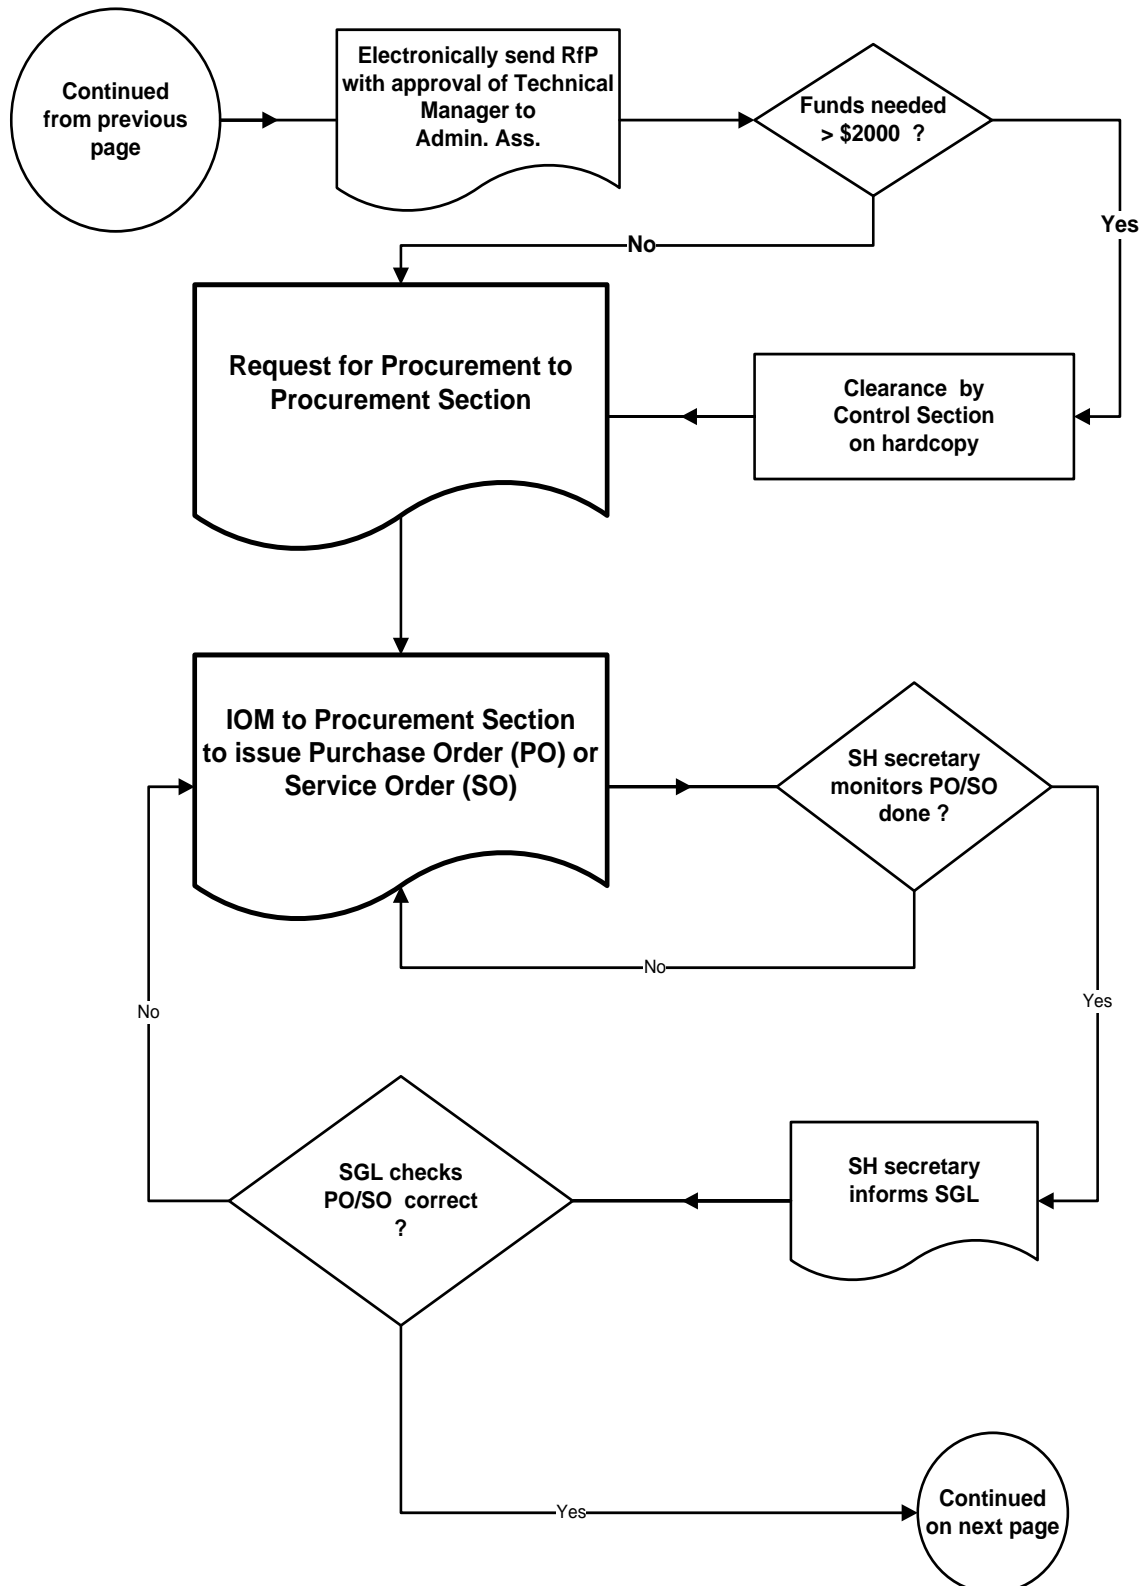 Continued
from previous
page
Electronically send RfP
with approval of Technical
Manager to
Admin. Ass.
Funds needed
> $2000 ?
Yes
No
Request for Procurement to
Procurement Section
Clearance by
Control Section
on hardcopy
IOM to Procurement Section
to issue Purchase Order (PO) or
Service Order (SO)
SH secretary
monitors PO/SO
done ?
No
No
Yes
SGL checks
PO/SO correct
?
SH secretary
informs SGL
Yes
Continued
on next page